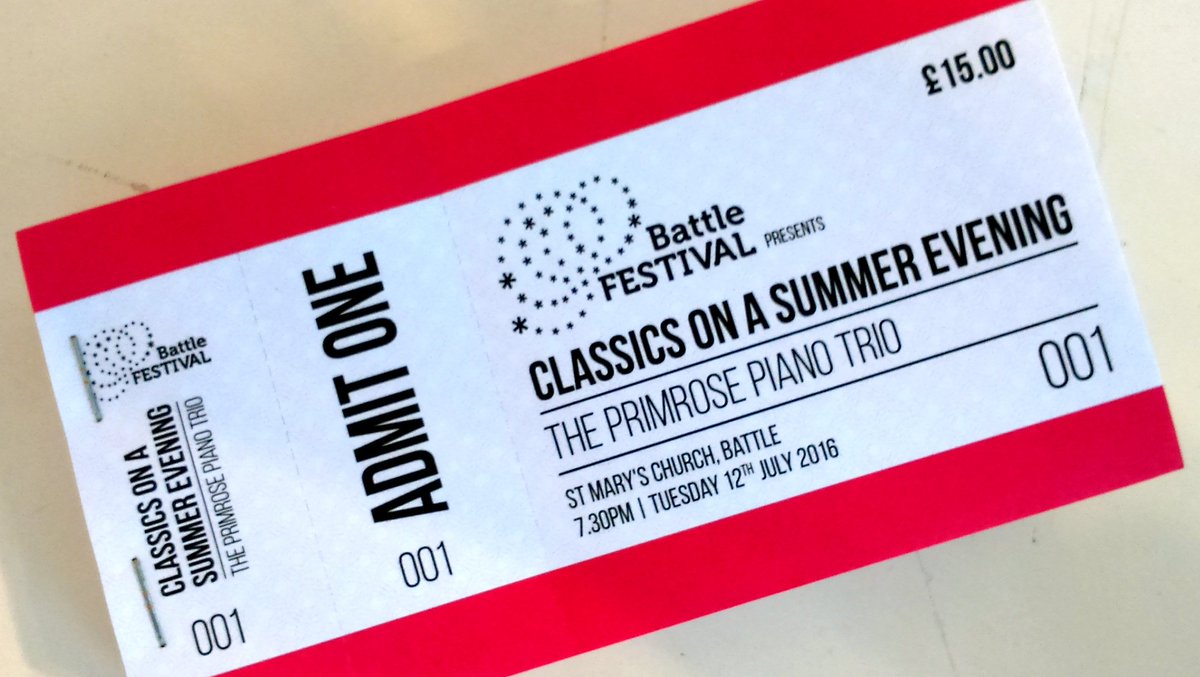 Battle
FESTIVAL
CLASSICS ON A
SUMMER EVENING
THE PRIMROSE PIANO TRIO
001
ADMIT ONE
001
£15.00
Battle
FESTIVAL PRESENTS
CLASSICS ON A SUMMER EVENING
THE PRIMROSE PIANO TRIO
001
ST MARY'S CHURCH, BATTLE
7.30PM | TUESDAY 12TH JULY 2016